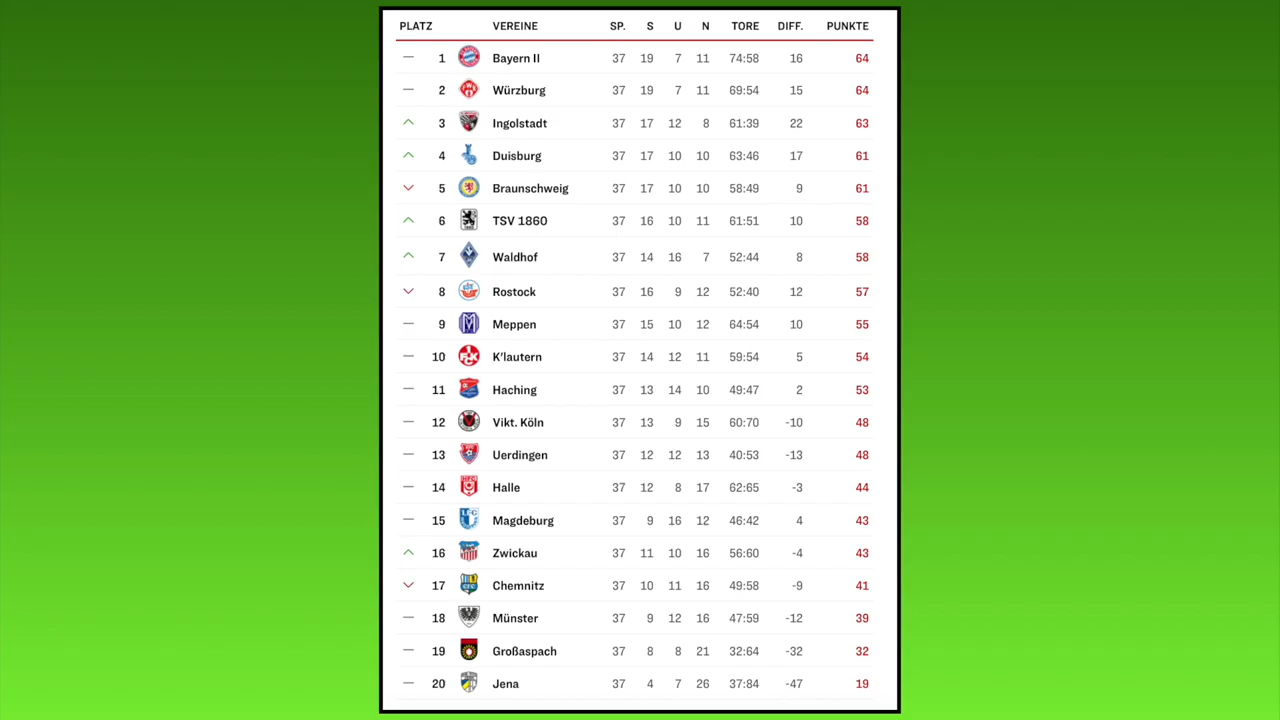 PLATZ VEREINE SP. S U N TORE DIFF. PUNKTE
1 Bayern II 37 19 7 11 74:58 16 64
2 Würzburg 37 19 7 11 69:54 15 64
3 Ingolstadt 37 17 12 8 61:39 22 63
4 Duisburg 37 17 10 10 63:46 17 61
5 Braunschweig 37 17 10 10 58:49 9 61
6 TSV 1860 37 16 10 11 61:51 10 58
7 Waldhof 37 14 16 7 52:44 8 58
8 Rostock 37 16 9 12 52:40 12 57
9 Meppen 37 15 10 12 64:54 10 55
10 K'lautern 37 14 12 11 59:54 5 54
11 Haching 37 13 14 10 49:47 2 53
12 Vikt. Köln 37 13 9 15 60:70 -10 48
13 Uerdingen 37 12 12 13 40:53 -13 48
14 Halle 37 12 8 17 62:65 -3 44
15 Magdeburg 37 9 16 12 46:42 4 43
16 Zwickau 37 11 10 16 56:60 -4 43
17 Chemnitz 37 10 11 16 49:58 -9 41
18 Münster 37 9 12 16 47:59 -12 39
19 Großaspach 37 8 8 21 32:64 -32 32
20 Jena 37 4 7 26 37:84 -47 19